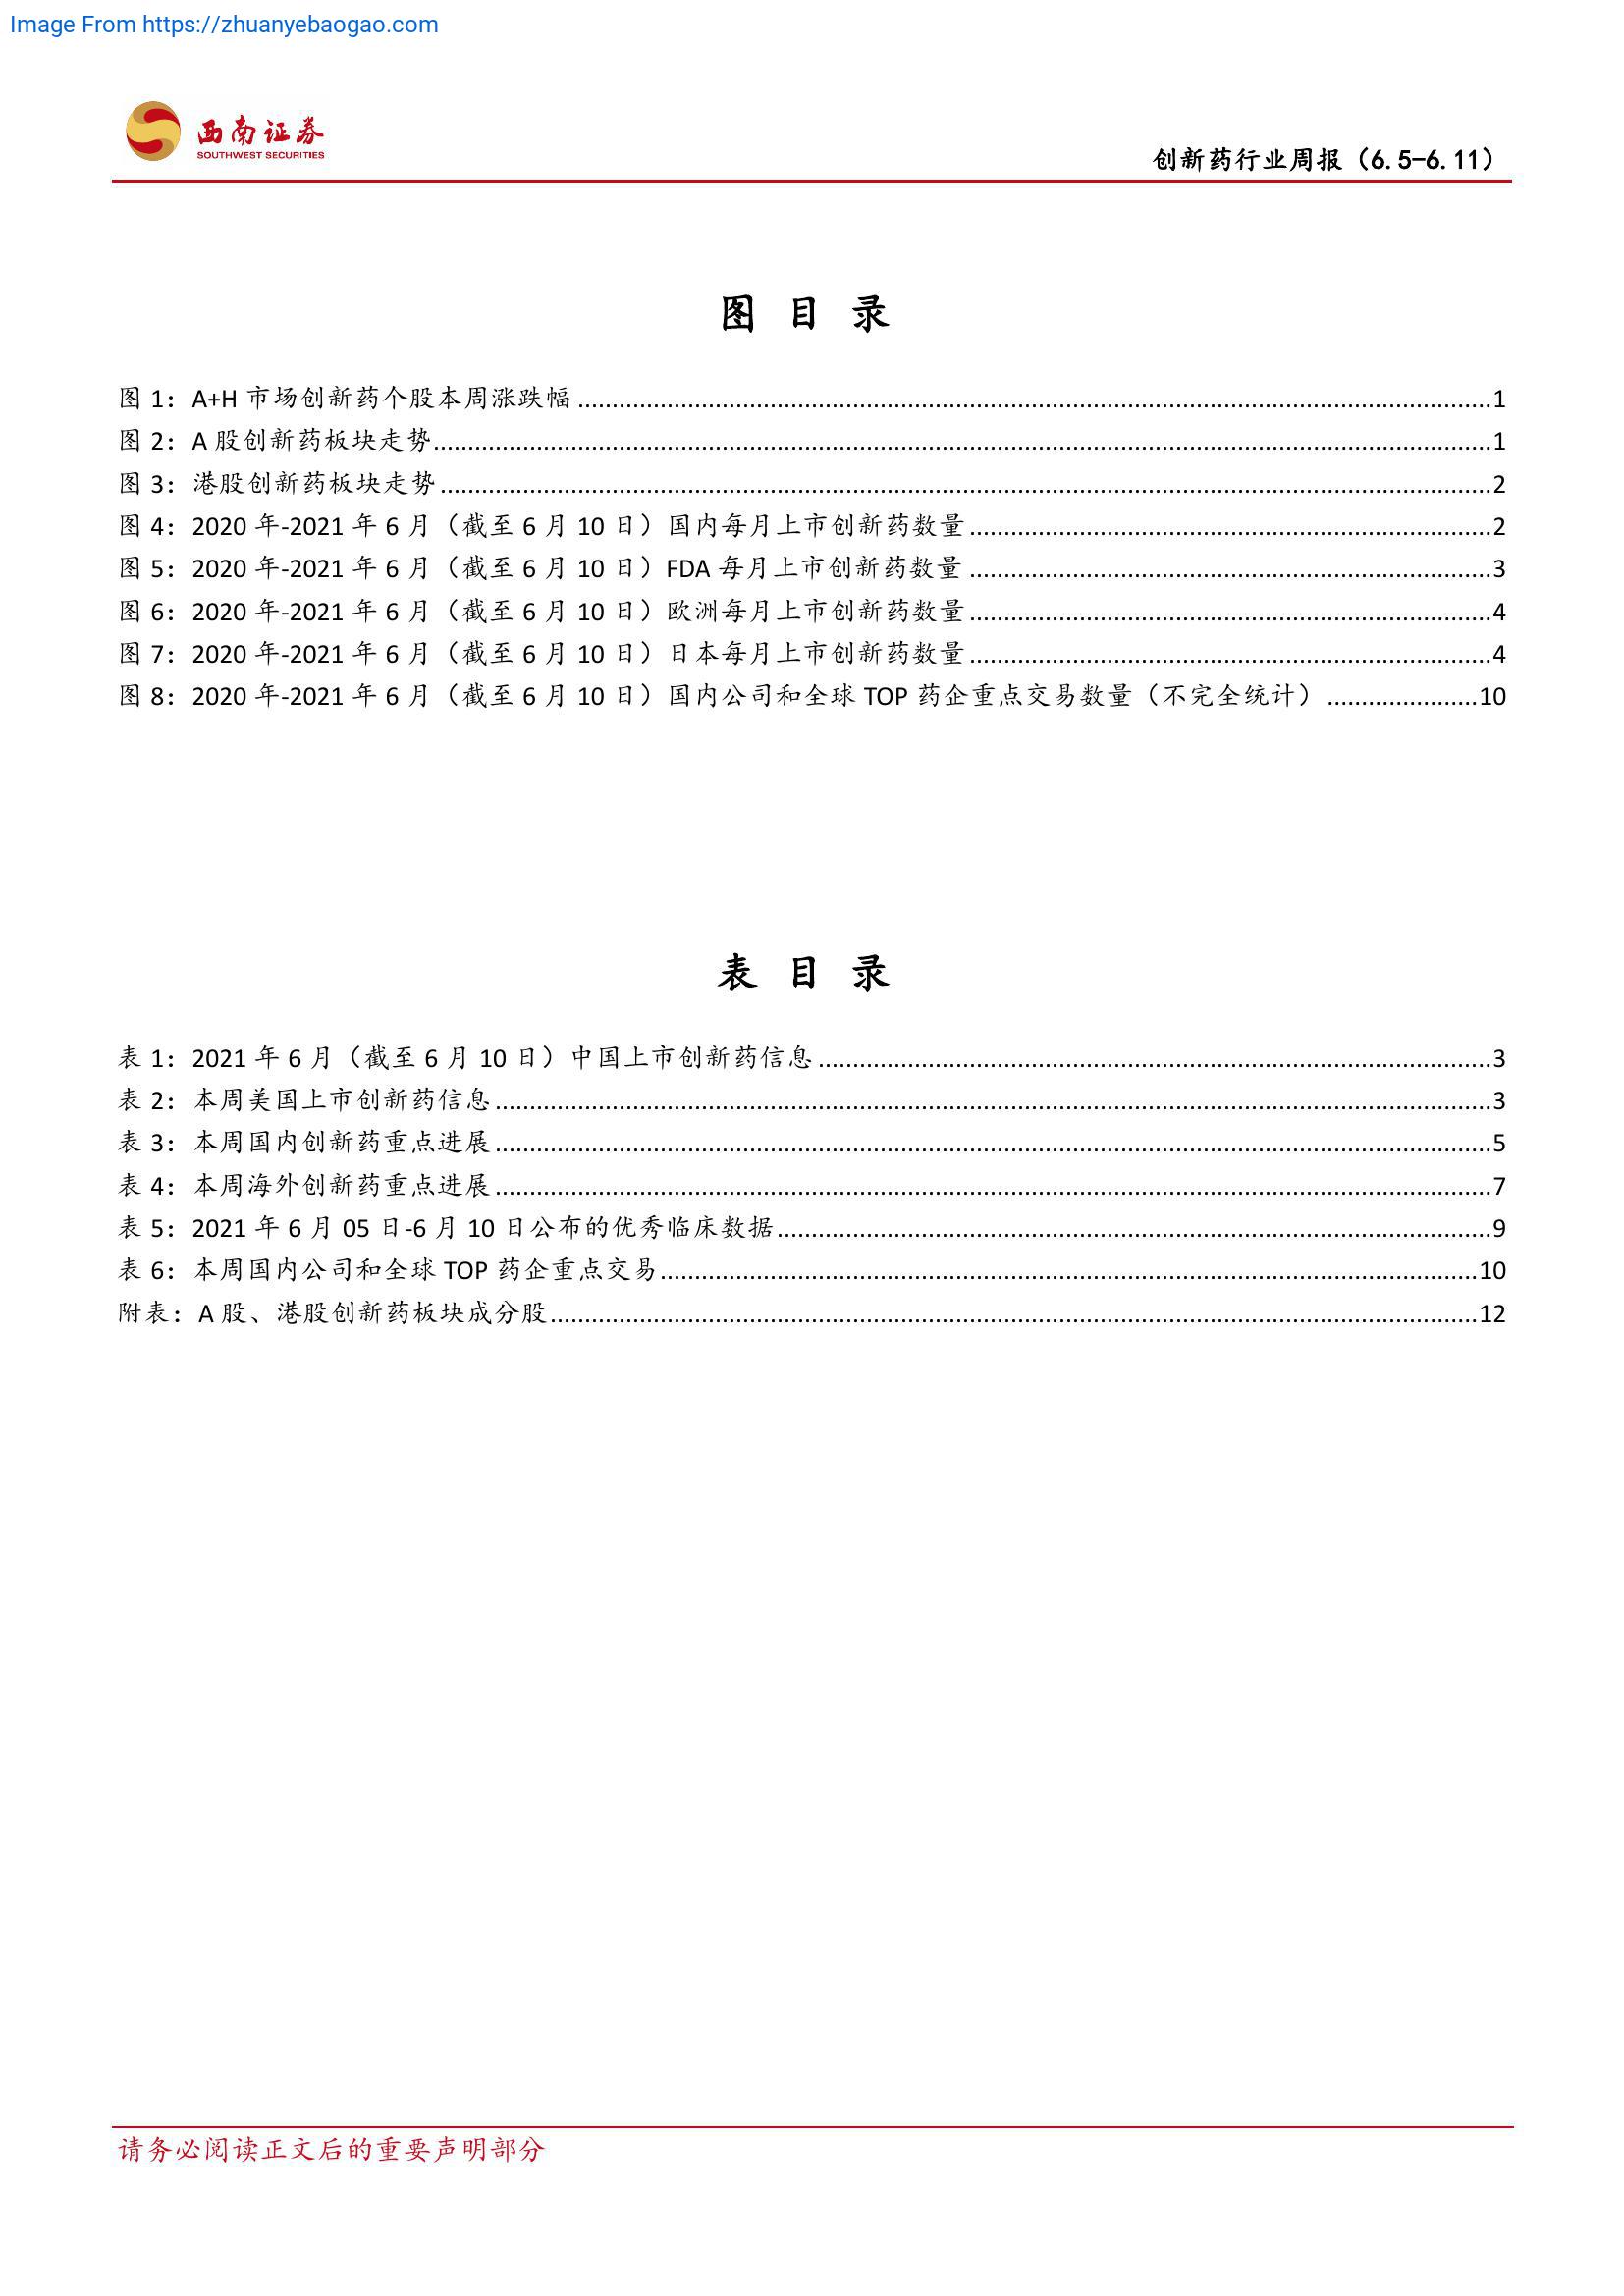 Image From https://zhuanyebaogao.com
西南证券
SOUTHWEST SECURITIES
创新药行业周报（6.5-6.11）
图 目 录
图 1：A+H 市场创新药个股本周涨跌幅 ........ 1
图 2：A 股创新药板块走势 ........ 1
图 3：港股创新药板块走势 ........ 2
图 4：2020 年-2021 年 6 月（截至 6 月 10 日）国内每月上市创新药数量 ........ 2
图 5：2020 年-2021 年 6 月（截至 6 月 10 日）FDA 每月上市创新药数量 ........ 3
图 6：2020 年-2021 年 6 月（截至 6 月 10 日）欧洲每月上市创新药数量 ........ 4
图 7：2020 年-2021 年 6 月（截至 6 月 10 日）日本每月上市创新药数量 ........ 4
图 8：2020 年-2021 年 6 月（截至 6 月 10 日）国内公司和全球 TOP 药企重点交易数量（不完全统计） ........ 10
表 目 录
表 1：2021 年 6 月（截至 6 月 10 日）中国上市创新药信息 ........ 3
表 2：本周美国上市创新药信息 ........ 3
表 3：本周国内创新药重点进展 ........ 5
表 4：本周海外创新药重点进展 ........ 7
表 5：2021 年 6 月 05 日-6 月 10 日公布的优秀临床数据 ........ 9
表 6：本周国内公司和全球 TOP 药企重点交易 ........ 10
附表：A 股、港股创新药板块成分股 ........ 12
请务必阅读正文后的重要声明部分